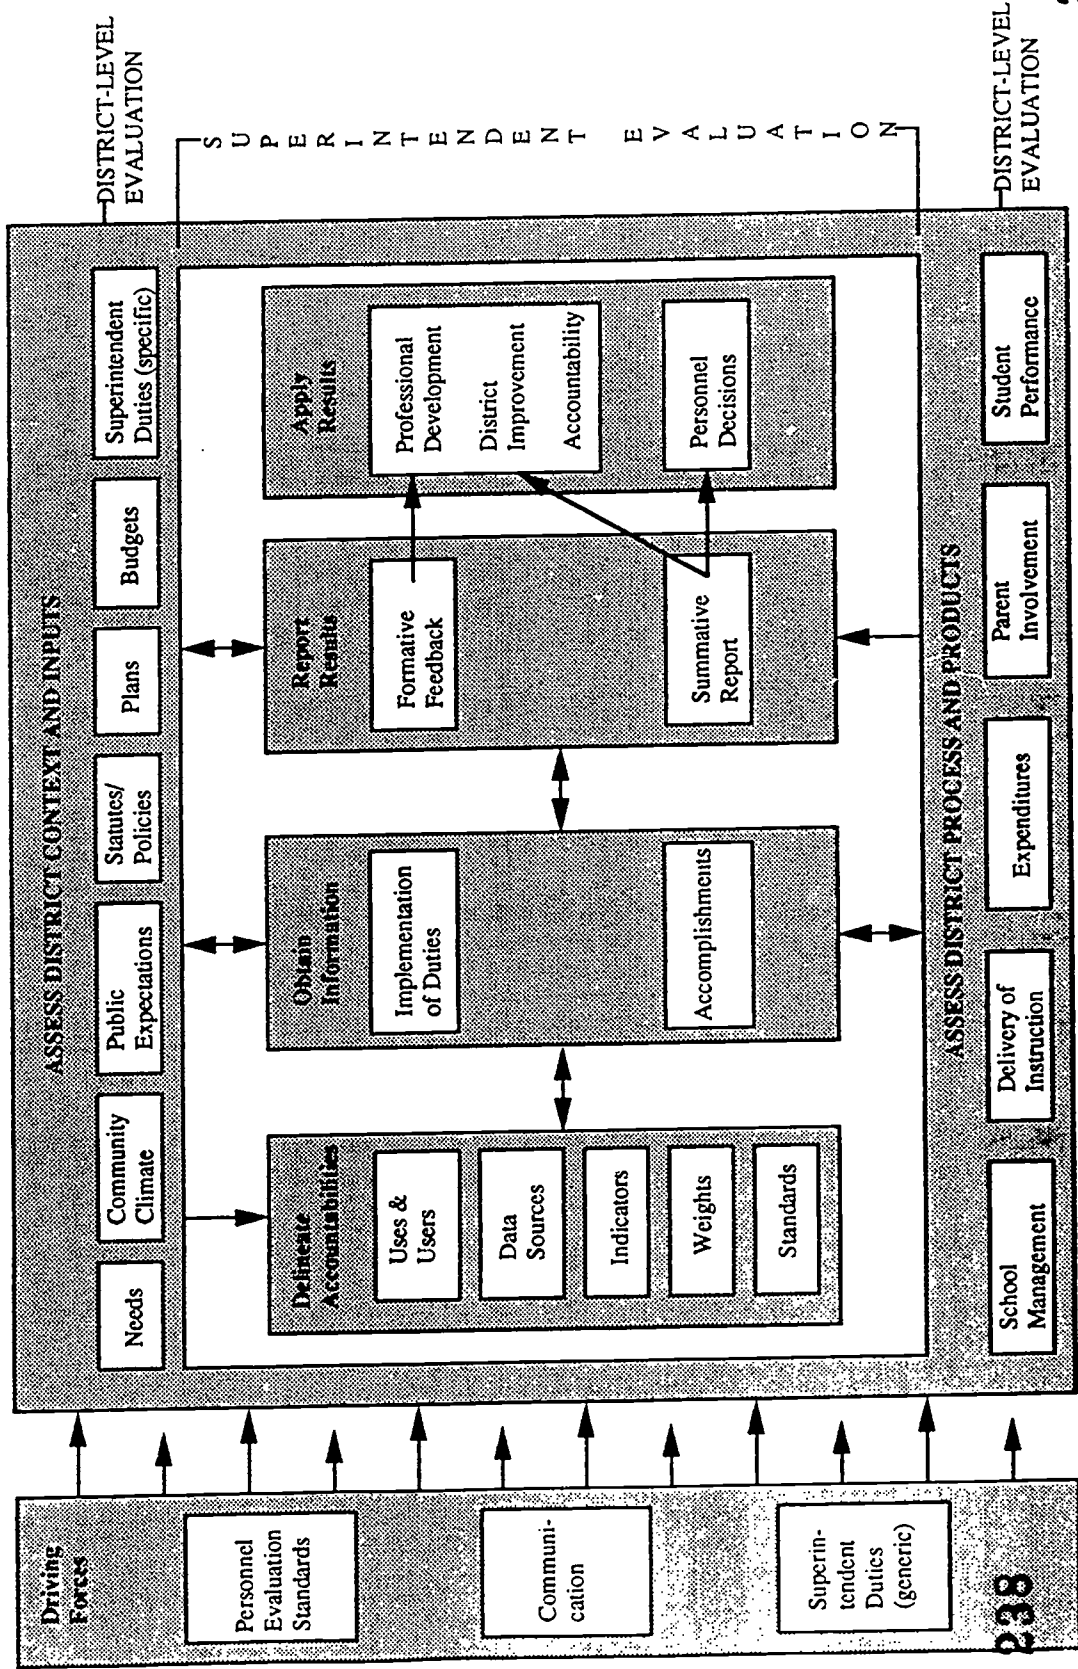 Driving
Forces
Personnel
Evaluation
Standards
Communi-
cation
Superin-
tendent
Duties
(generic)
238
ASSESS DISTRICT CONTEXT AND INPUTS
Needs
Community
Climate
Public
Expectations
Statutes/
Policies
Plans
Budgets
Superintendent
Duties (specific)
DISTRICT-LEVEL
EVALUATION
Delineate
Accountabilities
Uses &
Users
Data
Sources
Indicators
Weights
Standards
Obtain
Information
Implementation
of Duties
Accomplishments
Report
Results
Formative
Feedback
Summative
Report
Apply
Results
Professional
Development
District
Improvement
Accountability
Personnel
Decisions
SUPERINTENDENT EVALUATION
ASSESS DISTRICT PROCESS AND PRODUCTS
School
Management
Delivery of
Instruction
Expenditures
Parent
Involvement
Student
Performance
DISTRICT-LEVEL
EVALUATION